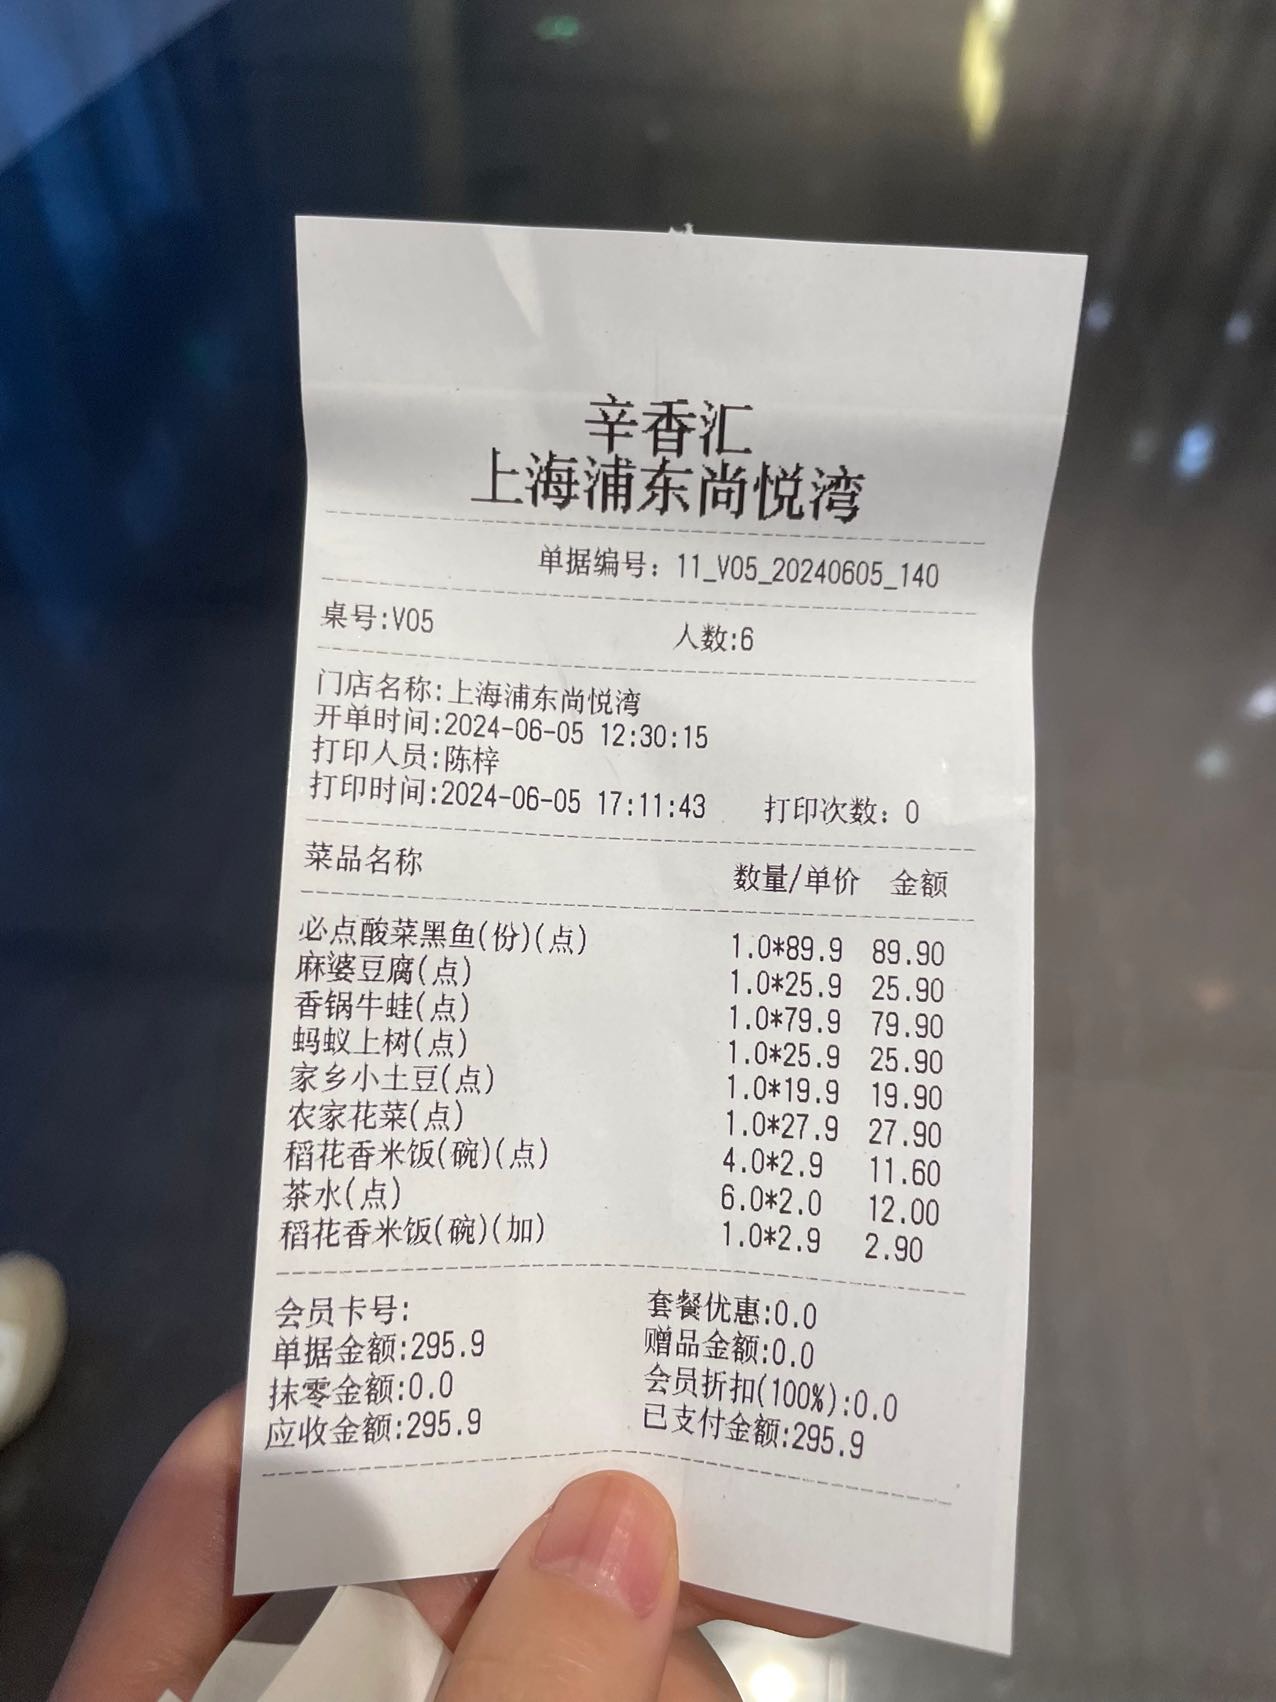 辛香汇
上海浦东尚悦湾
单据编号：11_V05_20240605_140
桌号:V05 人数:6
门店名称:上海浦东尚悦湾
开单时间:2024-06-05 12:30:15
打印人员:陈梓
打印时间:2024-06-05 17:11:43 打印次数：0
菜品名称 数量/单价 金额
必点酸菜黑鱼(份)(点) 1.0*89.9 89.90
麻婆豆腐(点) 1.0*25.9 25.90
香锅牛蛙(点) 1.0*79.9 79.90
蚂蚁上树(点) 1.0*25.9 25.90
家乡小土豆(点) 1.0*19.9 19.90
农家花菜(点) 1.0*27.9 27.90
稻花香米饭(碗)(点) 4.0*2.9 11.60
茶水(点) 6.0*2.0 12.00
稻花香米饭(碗)(加) 1.0*2.9 2.90
会员卡号: 套餐优惠:0.0
单据金额:295.9 赠品金额:0.0
抹零金额:0.0 会员折扣(100%):0.0
应收金额:295.9 已支付金额:295.9